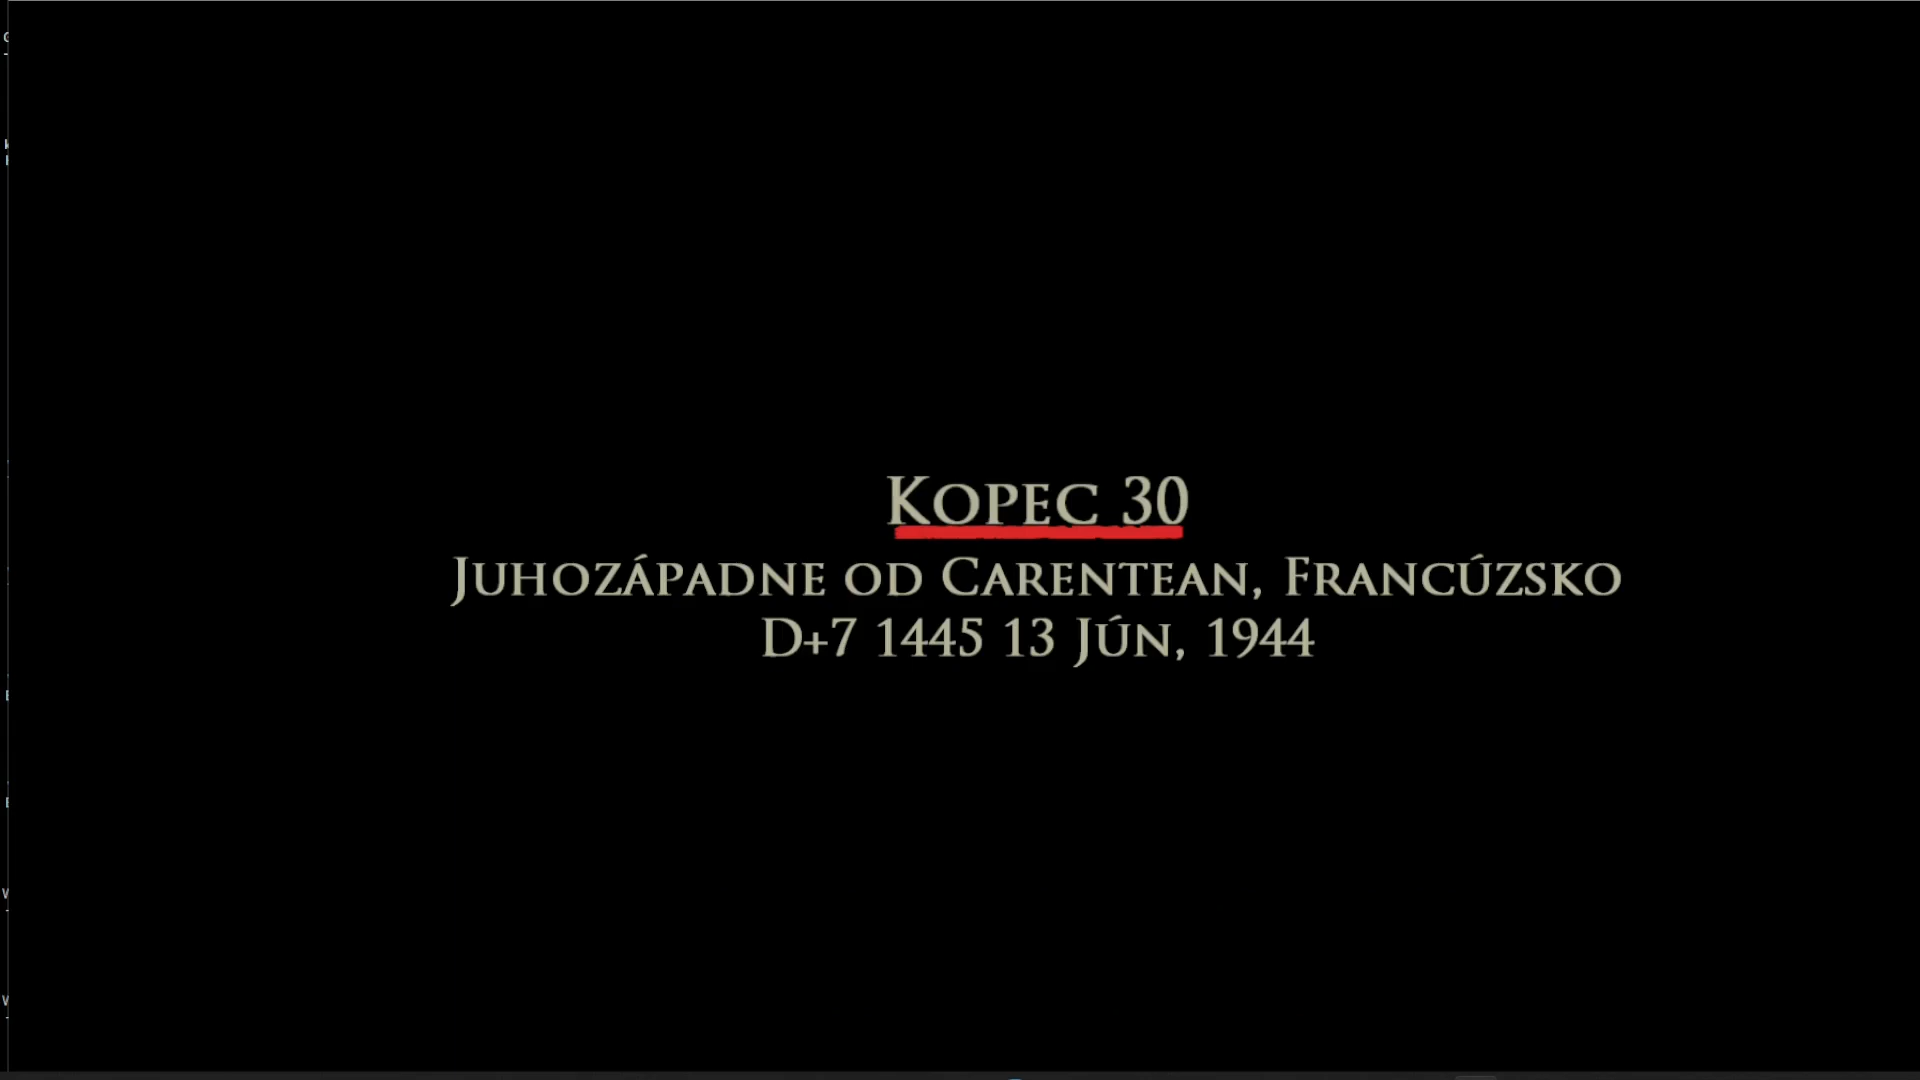 Kopec 30
Juhozápadne od Carentean, Francúzsko
D+7 1445 13 Jún, 1944